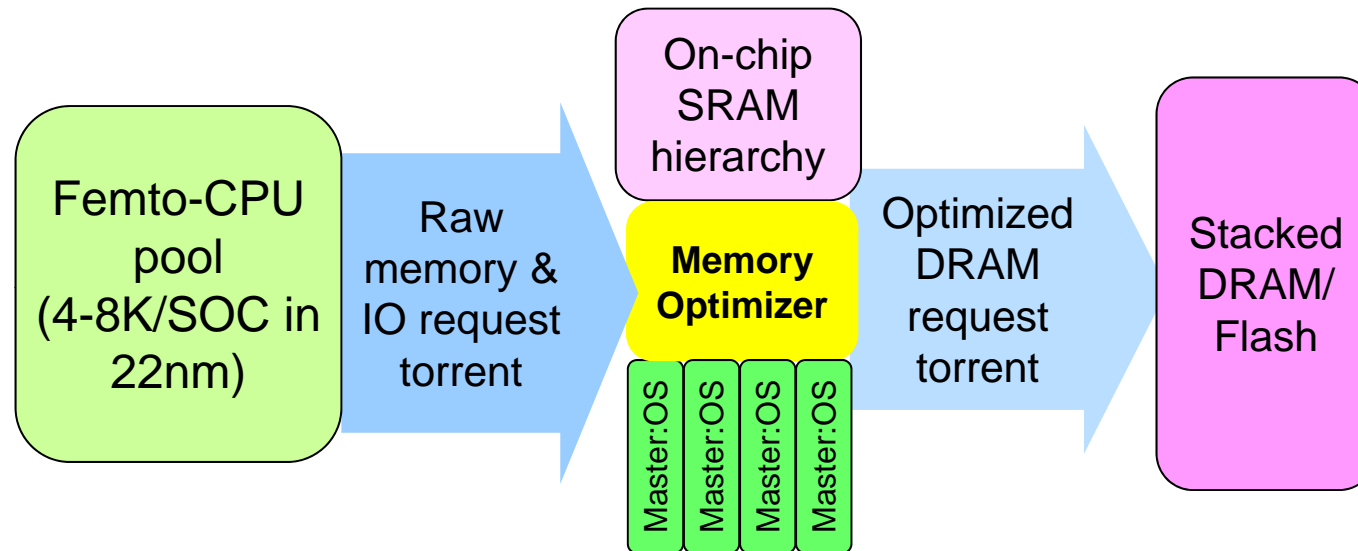 Femto-CPU
pool
(4-8K/SOC in
22nm)
Raw
memory &
IO request
torrent
On-chip
SRAM
hierarchy
Memory
Optimizer
Master:OS
Master:OS
Master:OS
Master:OS
Optimized
DRAM
request
torrent
Stacked
DRAM/
Flash